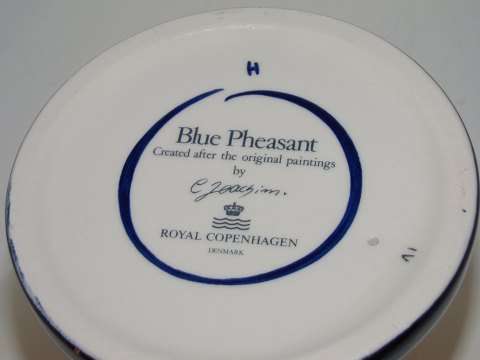 H
Blue Pheasant
Created after the original paintings
by
C Joachim.
ROYAL COPENHAGEN
DENMARK